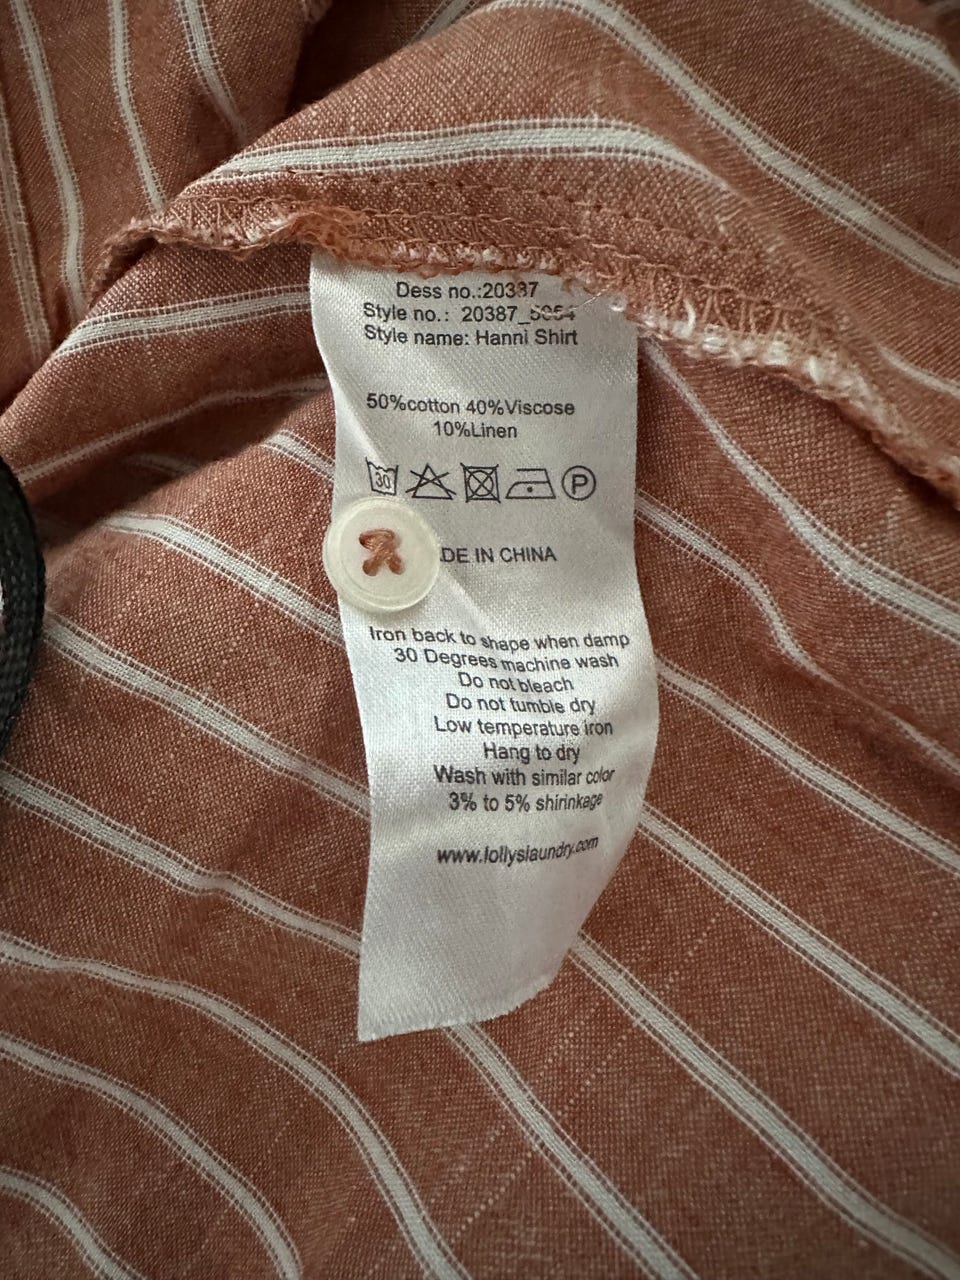 Dess no.:20387
Style no.: 20387_
Style name: Hanni Shirt
50%cotton 40%Viscose
10%Linen
30 P
DE IN CHINA
Iron back to shape when damp
30 Degrees machine wash
Do not bleach
Do not tumble dry
Low temperature iron
Hang to dry
Wash with similar color
3% to 5% shirinkage
www.lollyslaundry.com